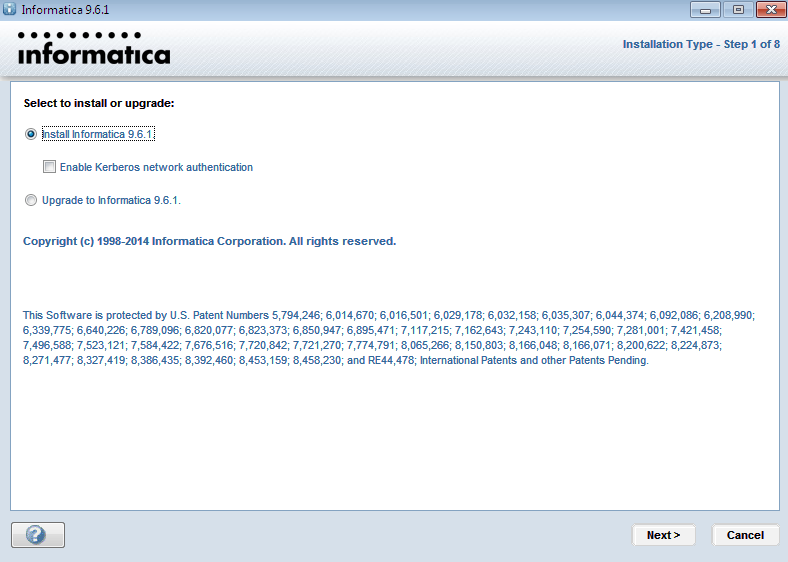 Informatica 9.6.1
informatica
Installation Type - Step 1 of 8
Select to install or upgrade:
Install Informatica 9.6.1.
Enable Kerberos network authentication
Upgrade to Informatica 9.6.1.
Copyright (c) 1998-2014 Informatica Corporation. All rights reserved.
This Software is protected by U.S. Patent Numbers 5,794,246; 6,014,670; 6,016,501; 6,029,178; 6,032,158; 6,035,307; 6,044,374; 6,092,086; 6,208,990;
6,339,775; 6,640,226; 6,789,096; 6,820,077; 6,823,373; 6,850,947; 6,895,471; 7,117,215; 7,162,643; 7,243,110; 7,254,590; 7,281,001; 7,421,458;
7,496,588; 7,523,121; 7,584,422; 7,676,516; 7,720,842; 7,721,270; 7,774,791; 8,065,266; 8,150,803; 8,166,048; 8,166,071; 8,200,622; 8,224,873;
8,271,477; 8,327,419; 8,386,435; 8,392,460; 8,453,159; 8,458,230; and RE44,478; International Patents and other Patents Pending.
?
Next >
Cancel